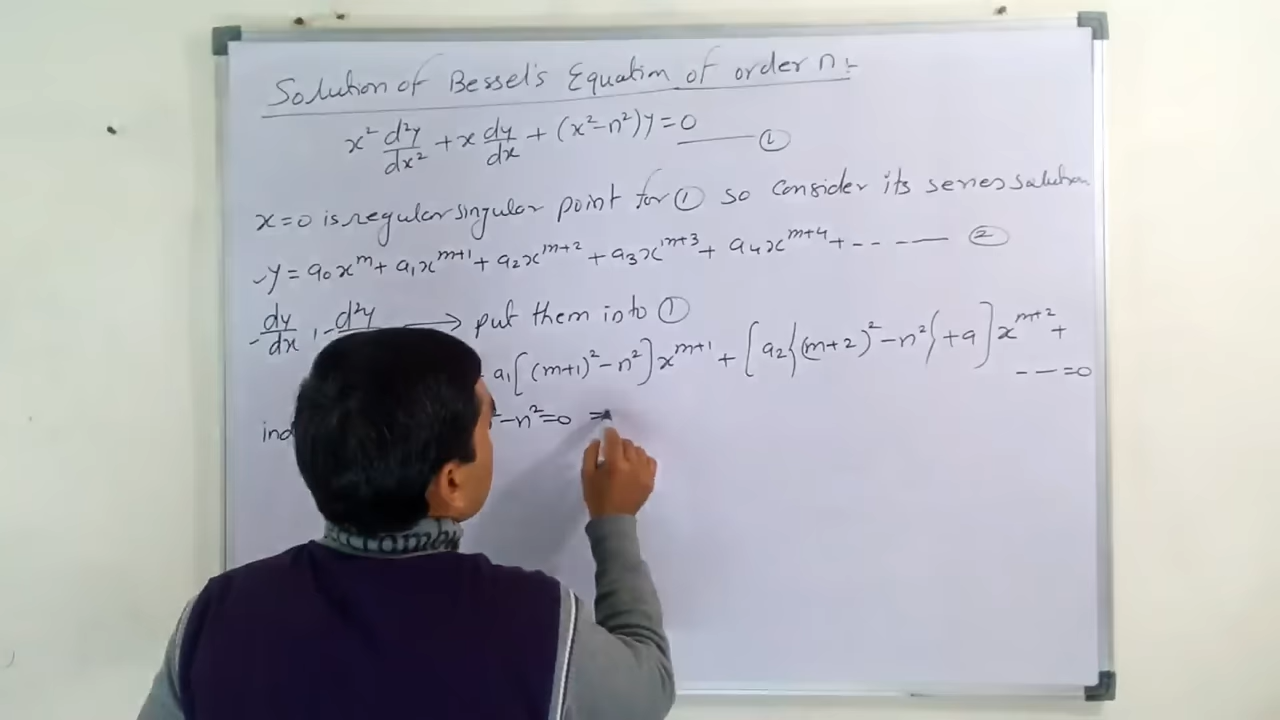 Solution of Bessel's Equation of order n :-
x² d²y/dx² + x dy/dx + (x²-n²)y=0 —— ①
x=0 is regular singular point for ① so consider its series solution
y = a₀x^m + a₁x^{m+1} + a₂x^{m+2} + a₃x^{m+3} + a₄x^{m+4} + -- —— ②
dy/dx , d²y → put them into ①
a₁[(m+1)²-n²]x^{m+1} + [a₂{(m+2)²-n²}+a]x^{m+2} +
-- =0
-n²=0 ⇒